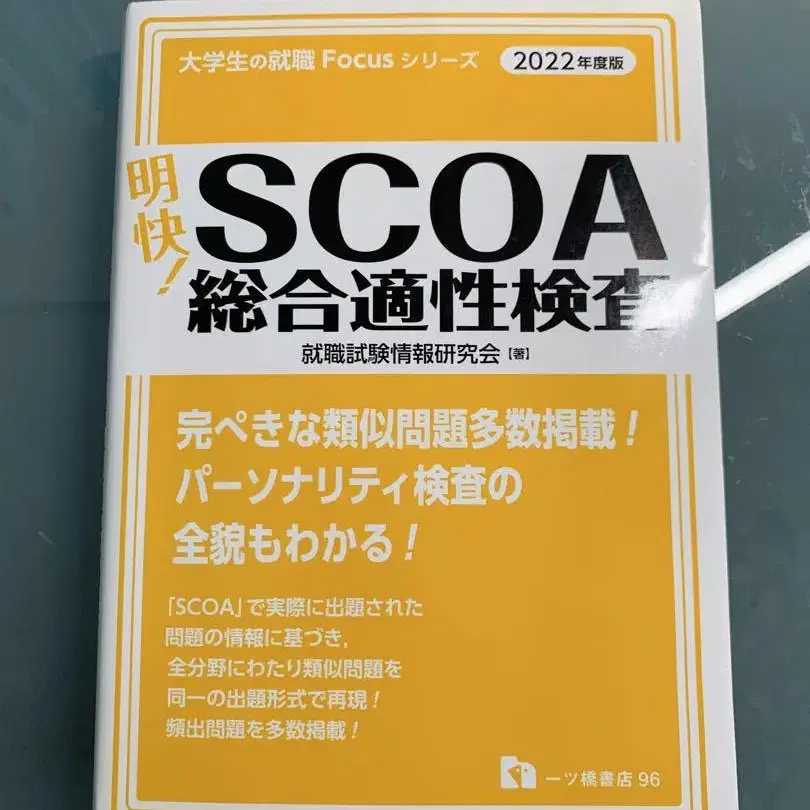 大学生の就職 Focus シリーズ 2022年度版
明快!
SCOA
総合適性検査
就職試験情報研究会【著】
完ぺきな類似問題多数掲載!
パーソナリティ検査の
全貌もわかる!
「SCOA」で実際に出題された
問題の情報に基づき,
全分野にわたり類似問題を
同一の出題形式で再現!
頻出問題を多数掲載!
一ツ橋書店 96